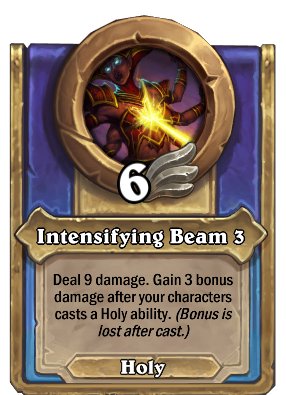 6
Intensifying Beam 3
Deal 9 damage. Gain 3 bonus
damage after your characters
casts a Holy ability. (Bonus is
lost after cast.)
Holy